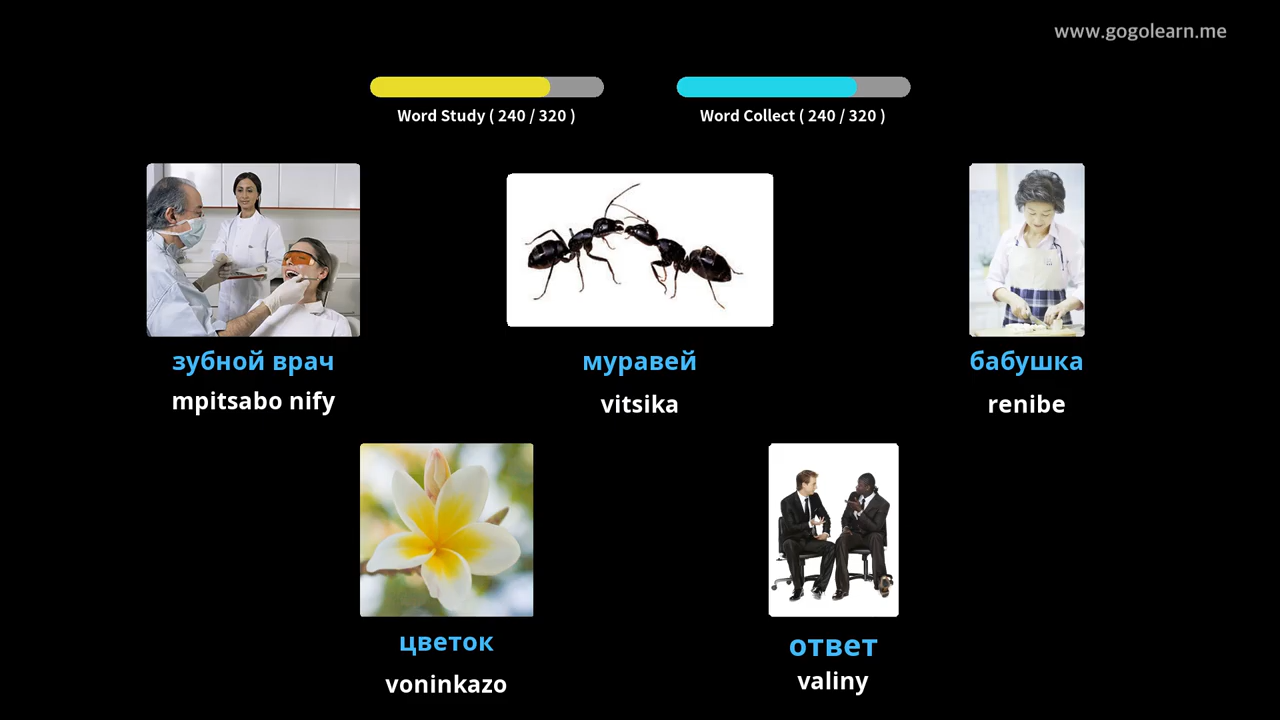 www.gogolearn.me
Word Study ( 240 / 320 )
Word Collect ( 240 / 320 )
зубной врач
mpitsabo nify
муравей
vitsika
бабушка
renibe
цветок
voninkazo
ответ
valiny